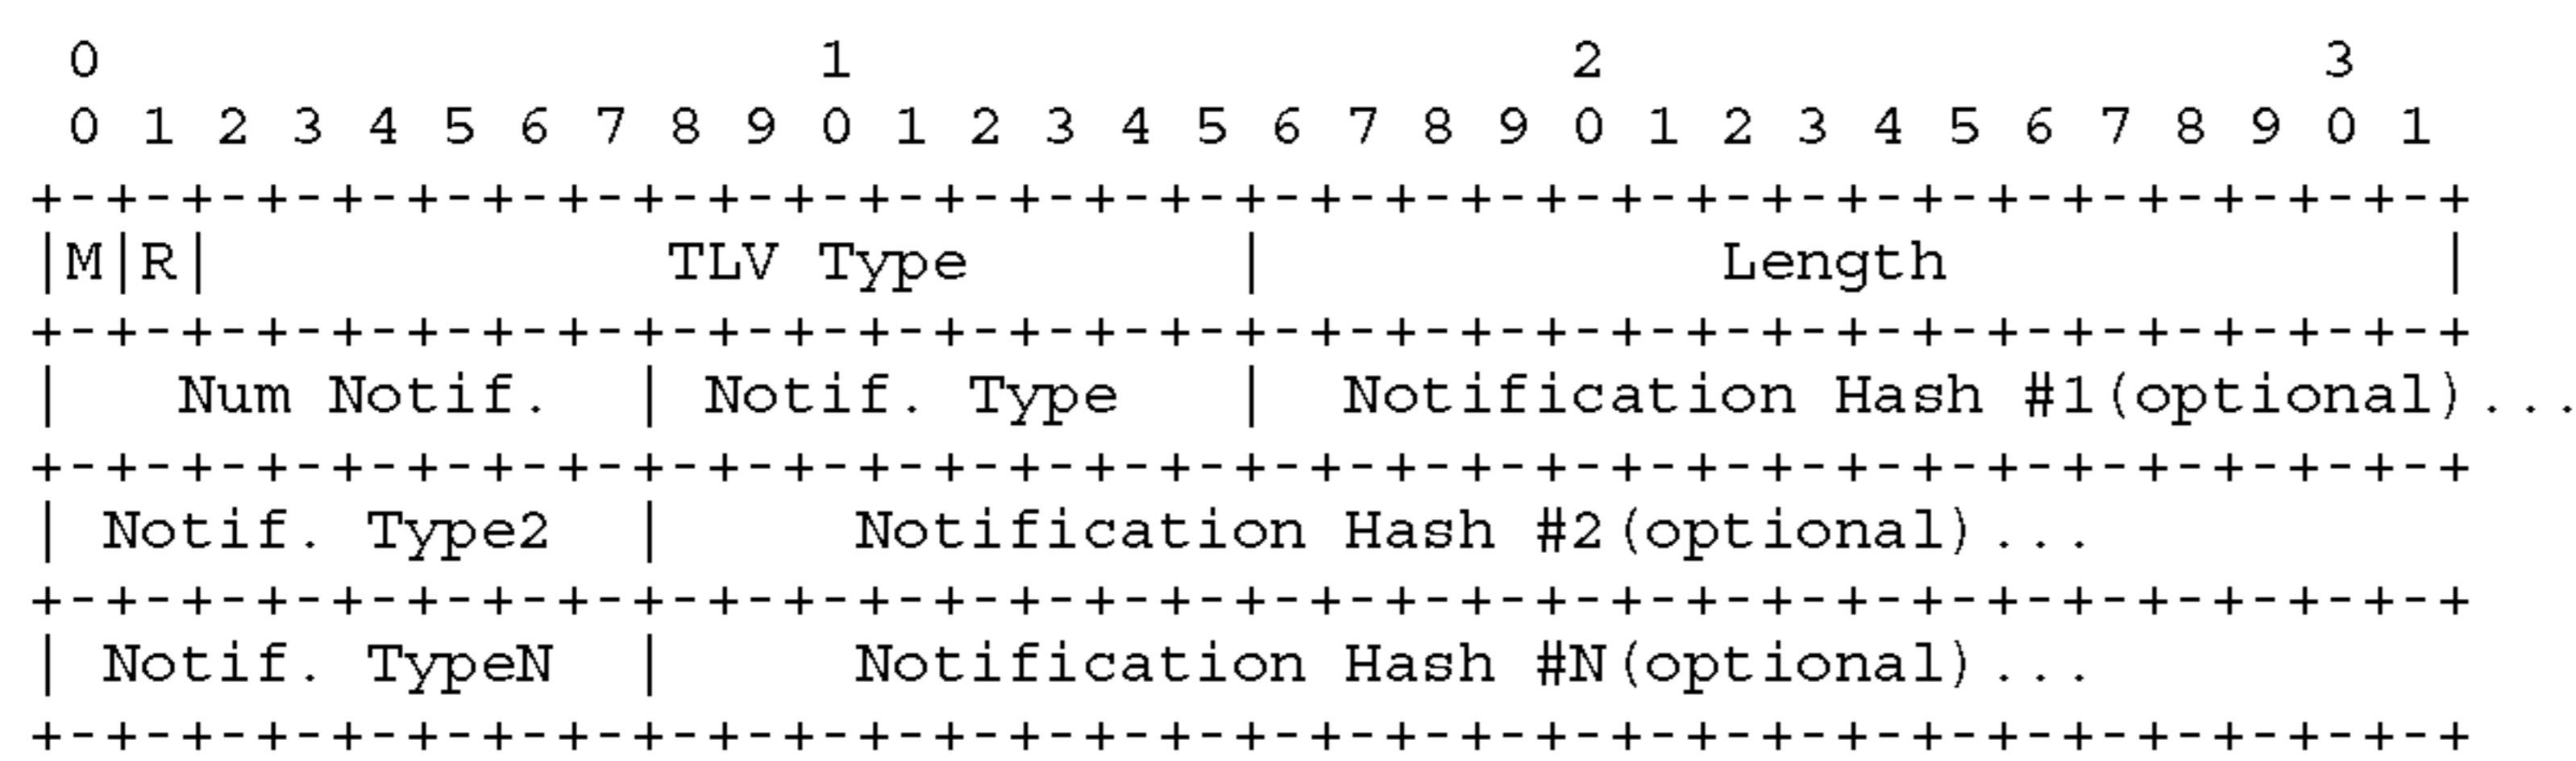 0                   1                   2                   3
 0 1 2 3 4 5 6 7 8 9 0 1 2 3 4 5 6 7 8 9 0 1 2 3 4 5 6 7 8 9 0 1
+-+-+-+-+-+-+-+-+-+-+-+-+-+-+-+-+-+-+-+-+-+-+-+-+-+-+-+-+-+-+-+-+
|M|R|            TLV Type       |            Length             |
+-+-+-+-+-+-+-+-+-+-+-+-+-+-+-+-+-+-+-+-+-+-+-+-+-+-+-+-+-+-+-+-+
|   Num Notif.  | Notif. Type   |  Notification Hash #1(optional)...
+-+-+-+-+-+-+-+-+-+-+-+-+-+-+-+-+-+-+-+-+-+-+-+-+-+-+-+-+-+-+-+-+
| Notif. Type2  |     Notification Hash #2(optional)...
+-+-+-+-+-+-+-+-+-+-+-+-+-+-+-+-+-+-+-+-+-+-+-+-+-+-+-+-+-+-+-+-+
| Notif. TypeN  |     Notification Hash #N(optional)...
+-+-+-+-+-+-+-+-+-+-+-+-+-+-+-+-+-+-+-+-+-+-+-+-+-+-+-+-+-+-+-+-+